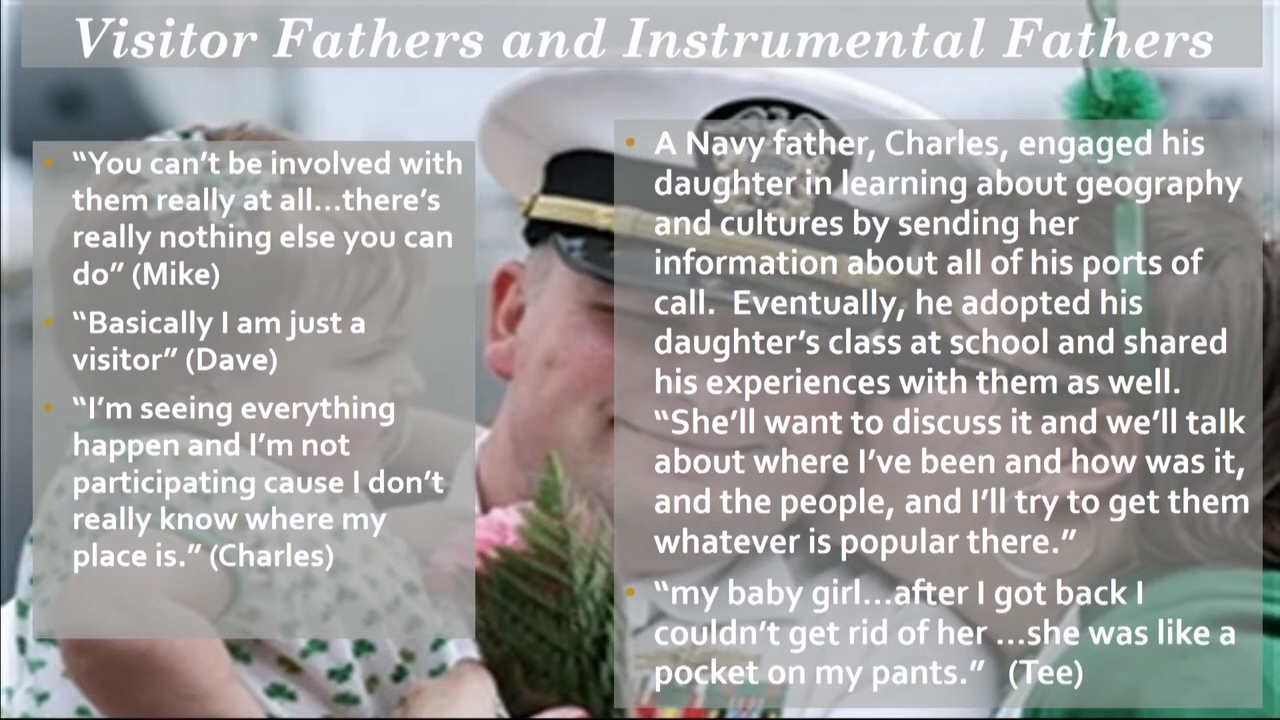 Visitor Fathers and Instrumental Fathers
“You can’t be involved with
them really at all...there’s
really nothing else you can
do” (Mike)
“Basically I am just a
visitor” (Dave)
“I’m seeing everything
happen and I’m not
participating cause I don’t
really know where my
place is.” (Charles)
A Navy father, Charles, engaged his
daughter in learning about geography
and cultures by sending her
information about all of his ports of
call.  Eventually, he adopted his
daughter’s class at school and shared
his experiences with them as well.
“She’ll want to discuss it and we’ll talk
about where I’ve been and how was it,
and the people, and I’ll try to get them
whatever is popular there.”
“my baby girl...after I got back I
couldn’t get rid of her ...she was like a
pocket on my pants.”  (Tee)